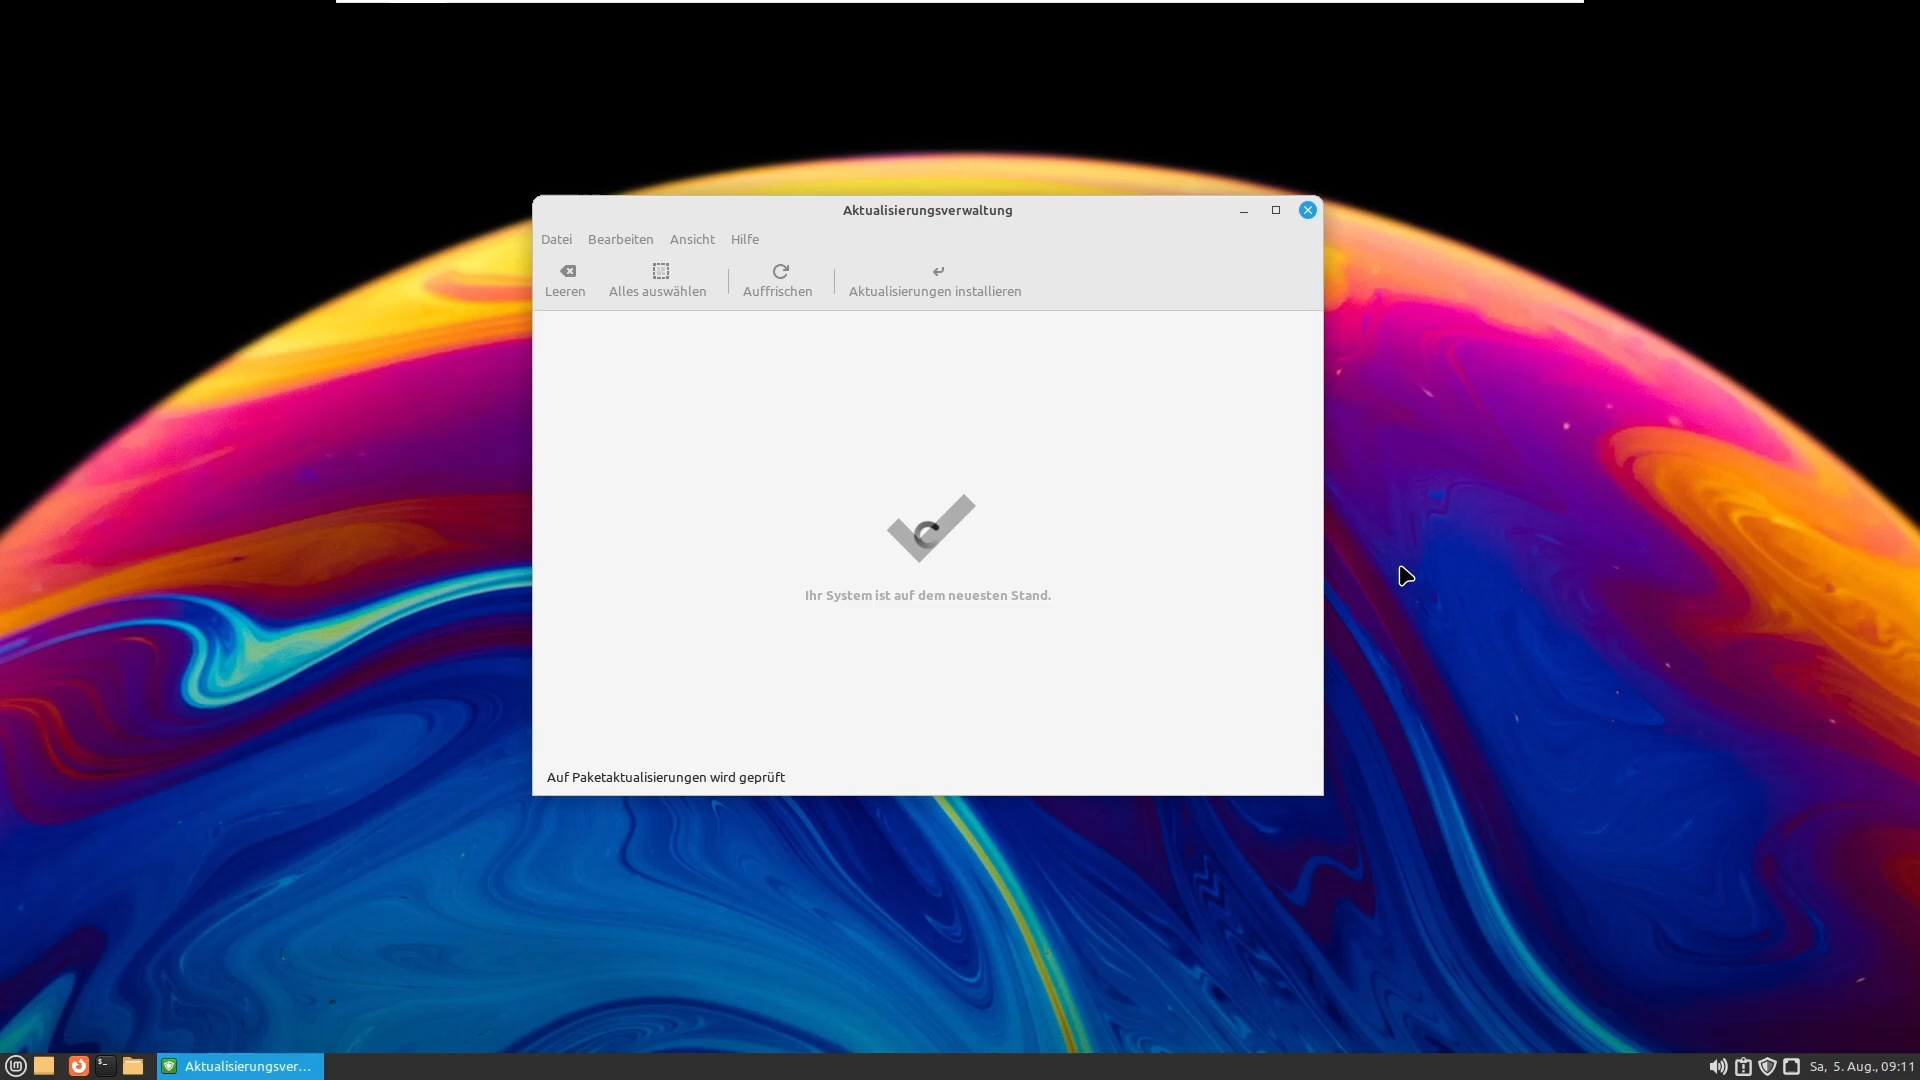 Aktualisierungsverwaltung
Datei Bearbeiten Ansicht Hilfe
Leeren Alles auswählen Auffrischen Aktualisierungen installieren
Ihr System ist auf dem neuesten Stand.
Auf Paketaktualisierungen wird geprüft
Aktualisierungsver... Sa, 5. Aug., 09:11